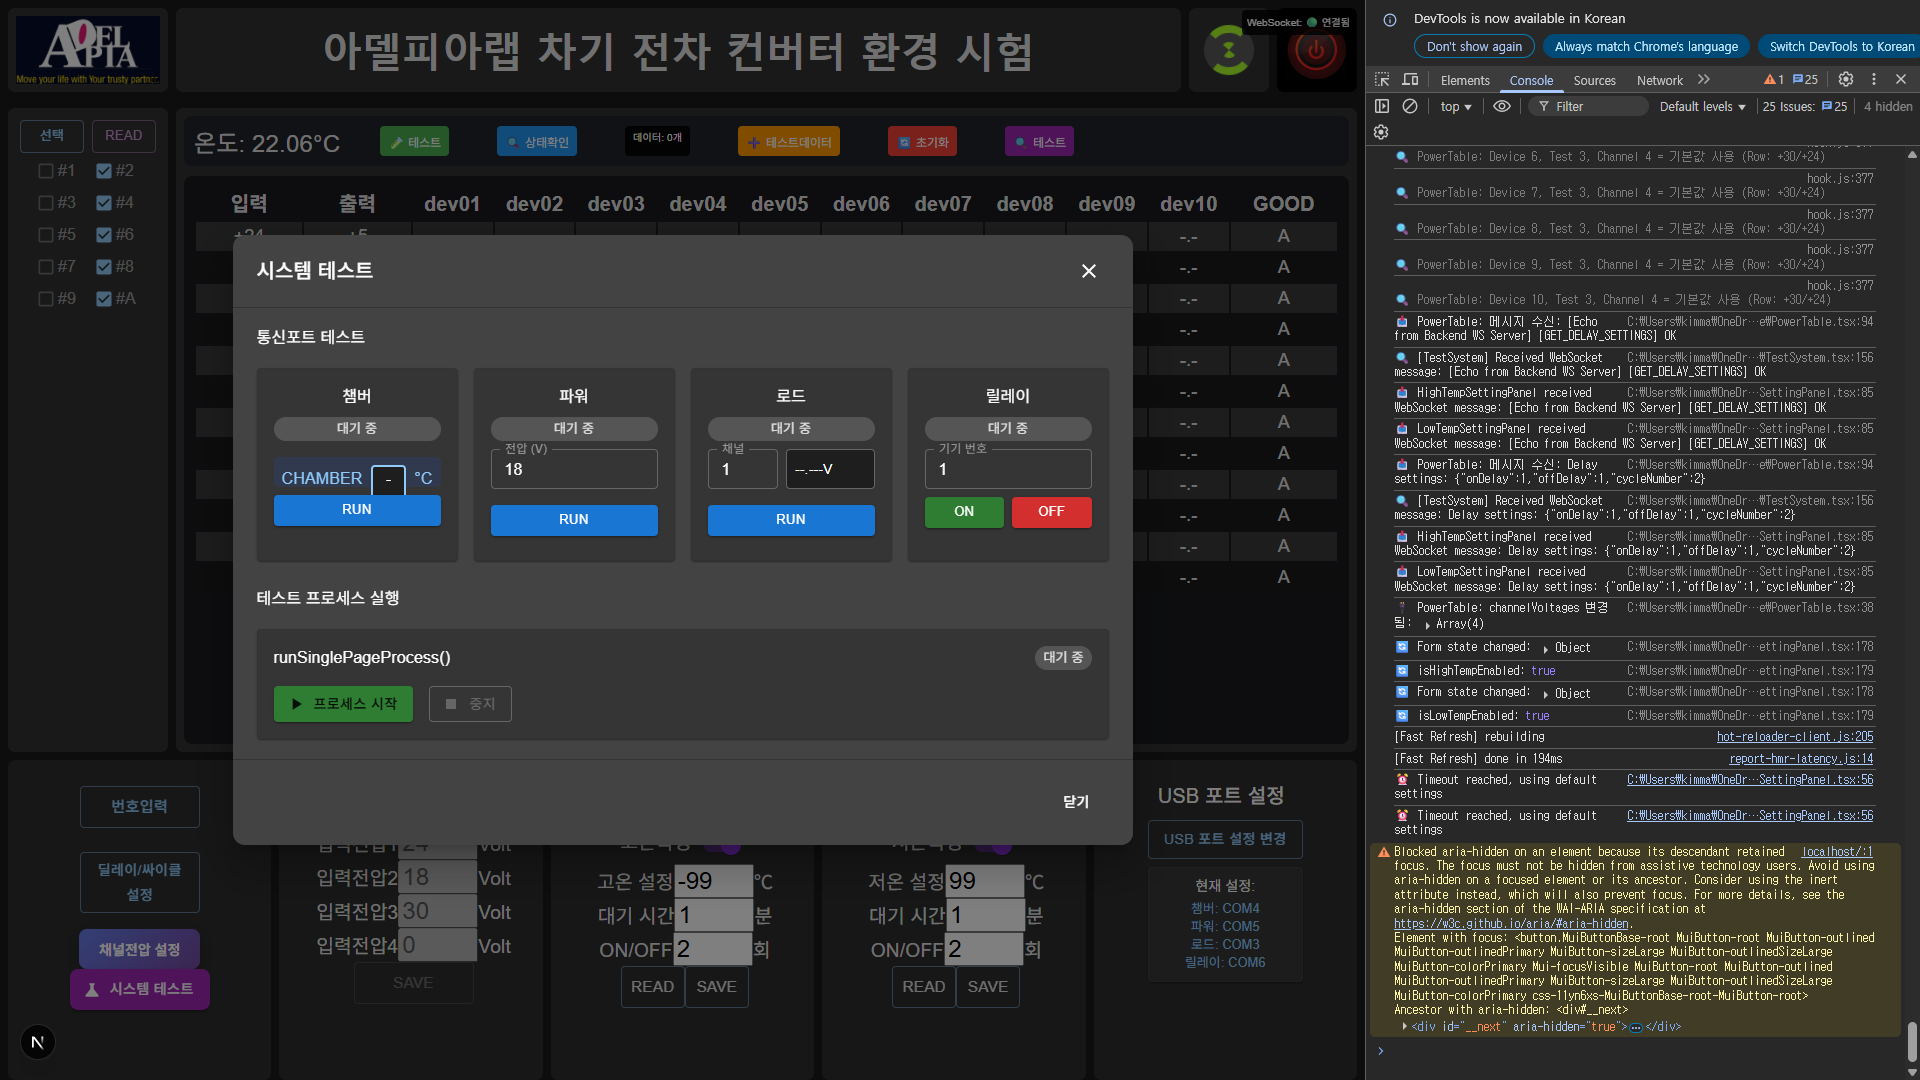 ADELPIA
Move your life with Your trusty partner
아델피아랩 차기 전차 컨버터 환경 시험
WebSocket: 연결됨
선택 READ
#1 #2
#3 #4
#5 #6
#7 #8
#9 #A
온도: 22.06°C 테스트 상태확인 데이터: 0개 테스트데이터 초기화 테스트
입력 출력 dev01 dev02 dev03 dev04 dev05 dev06 dev07 dev08 dev09 dev10 GOOD
+24 +5 -.- A
-.- A
-.- A
-.- A
-.- A
-.- A
-.- A
-.- A
-.- A
-.- A
-.- A
-.- A
시스템 테스트
통신포트 테스트
챔버 파워 로드 릴레이
대기 중 대기 중 대기 중 대기 중
전압 (V) 채널 기기 번호
CHAMBER - °C 18 1 --.---V 1
RUN RUN RUN ON OFF
테스트 프로세스 실행
runSinglePageProcess() 대기 중
프로세스 시작 중지
닫기
번호입력
딜레이/싸이클
설정
채널전압 설정
시스템 테스트
N
입력전압1 24 Volt
입력전압2 18 Volt
입력전압3 30 Volt
입력전압4 0 Volt
SAVE
고온 설정 -99 °C
대기 시간 1 분
ON/OFF 2 회
READ SAVE
저온 설정 99 °C
대기 시간 1 분
ON/OFF 2 회
READ SAVE
USB 포트 설정
USB 포트 설정 변경
현재 설정:
챔버: COM4
파워: COM5
로드: COM3
릴레이: COM6
DevTools is now available in Korean
Don't show again Always match Chrome's language Switch DevTools to Korean
Elements Console Sources Network 1 25
top Filter Default levels 25 Issues: 25 4 hidden
PowerTable: Device 6, Test 3, Channel 4 = 기본값 사용 (Row: +30/+24)
hook.js:377
PowerTable: Device 7, Test 3, Channel 4 = 기본값 사용 (Row: +30/+24)
hook.js:377
PowerTable: Device 8, Test 3, Channel 4 = 기본값 사용 (Row: +30/+24)
hook.js:377
PowerTable: Device 9, Test 3, Channel 4 = 기본값 사용 (Row: +30/+24)
hook.js:377
PowerTable: Device 10, Test 3, Channel 4 = 기본값 사용 (Row: +30/+24)
PowerTable: 메시지 수신: [Echo C:₩Users₩kimma₩OneDr…e₩PowerTable.tsx:94
from Backend WS Server] [GET_DELAY_SETTINGS] OK
[TestSystem] Received WebSocket C:₩Users₩kimma₩OneDr…₩TestSystem.tsx:156
message: [Echo from Backend WS Server] [GET_DELAY_SETTINGS] OK
HighTempSettingPanel received C:₩Users₩kimma₩OneDr…SettingPanel.tsx:85
WebSocket message: [Echo from Backend WS Server] [GET_DELAY_SETTINGS] OK
LowTempSettingPanel received C:₩Users₩kimma₩OneDr…SettingPanel.tsx:85
WebSocket message: [Echo from Backend WS Server] [GET_DELAY_SETTINGS] OK
PowerTable: 메시지 수신: Delay C:₩Users₩kimma₩OneDr…e₩PowerTable.tsx:94
settings: {"onDelay":1,"offDelay":1,"cycleNumber":2}
[TestSystem] Received WebSocket C:₩Users₩kimma₩OneDr…₩TestSystem.tsx:156
message: Delay settings: {"onDelay":1,"offDelay":1,"cycleNumber":2}
HighTempSettingPanel received C:₩Users₩kimma₩OneDr…SettingPanel.tsx:85
WebSocket message: Delay settings: {"onDelay":1,"offDelay":1,"cycleNumber":2}
LowTempSettingPanel received C:₩Users₩kimma₩OneDr…SettingPanel.tsx:85
WebSocket message: Delay settings: {"onDelay":1,"offDelay":1,"cycleNumber":2}
PowerTable: channelVoltages 변경 C:₩Users₩kimma₩OneDr…e₩PowerTable.tsx:38
됨: Array(4)
Form state changed: Object C:₩Users₩kimma₩OneDr…ettingPanel.tsx:178
isHighTempEnabled: true C:₩Users₩kimma₩OneDr…ettingPanel.tsx:179
Form state changed: Object C:₩Users₩kimma₩OneDr…ettingPanel.tsx:178
isLowTempEnabled: true C:₩Users₩kimma₩OneDr…ettingPanel.tsx:179
[Fast Refresh] rebuilding hot-reloader-client.js:205
[Fast Refresh] done in 194ms report-hmr-latency.js:14
Timeout reached, using default C:₩Users₩kimma₩OneDr…SettingPanel.tsx:56
settings
Timeout reached, using default C:₩Users₩kimma₩OneDr…SettingPanel.tsx:56
settings
Blocked aria-hidden on an element because its descendant retained localhost/:1
focus. The focus must not be hidden from assistive technology users. Avoid using
aria-hidden on a focused element or its ancestor. Consider using the inert
attribute instead, which will also prevent focus. For more details, see the
aria-hidden section of the WAI-ARIA specification at
https://w3c.github.io/aria/#aria-hidden.
Element with focus: <button.MuiButtonBase-root MuiButton-root MuiButton-outlined
MuiButton-outlinedPrimary MuiButton-sizeLarge MuiButton-outlinedSizeLarge
MuiButton-colorPrimary Mui-focusVisible MuiButton-root MuiButton-outlined
MuiButton-outlinedPrimary MuiButton-sizeLarge MuiButton-outlinedSizeLarge
MuiButton-colorPrimary css-11yn6xs-MuiButtonBase-root-MuiButton-root>
Ancestor with aria-hidden: <div#__next>
<div id="__next" aria-hidden="true">…</div>